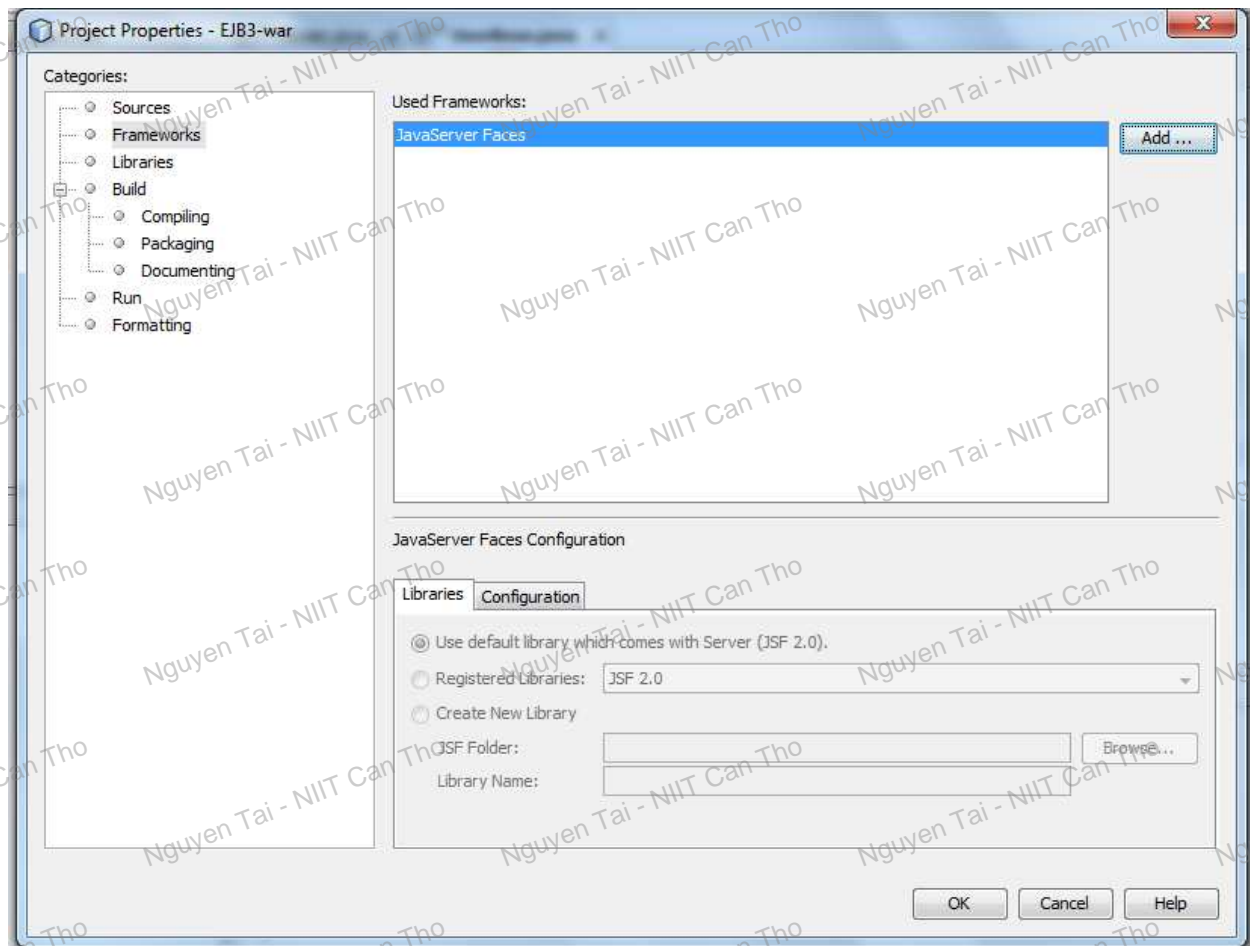 Project Properties - EJB3-war
Categories:
Sources
Frameworks
Libraries
Build
Compiling
Packaging
Documenting
Run
Formatting
Used Frameworks:
JavaServer Faces
Add ...
JavaServer Faces Configuration
Libraries Configuration
Use default library which comes with Server (JSF 2.0).
Registered Libraries: JSF 2.0
Create New Library
JSF Folder: Browse...
Library Name:
OK Cancel Help
Nguyen Tai - NIIT Can Tho